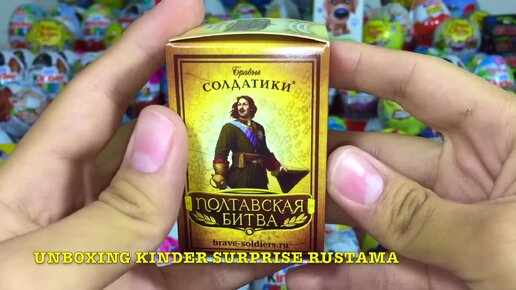 Бравые
СОЛДАТИКИ®
ПОЛТАВСКАЯ
БИТВА
brave-soldiers.ru
UNBOXING KINDER SURPRISE RUSTAMA